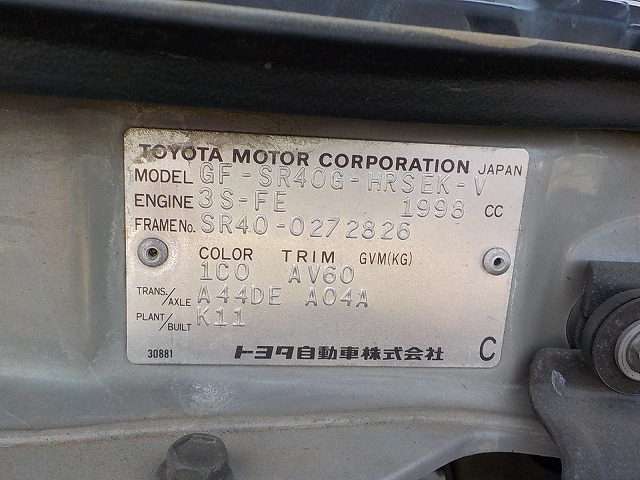 TOYOTA MOTOR CORPORATION JAPAN
MODEL GF-SR40G-HRSEK-V
ENGINE 3S-FE 1998 CC
FRAME No. SR40-0272826
COLOR TRIM GVM(KG)
1C0 AV60
TRANS./AXLE A44DE A04A
PLANT/BUILT K11
30881 トヨタ自動車株式会社 C